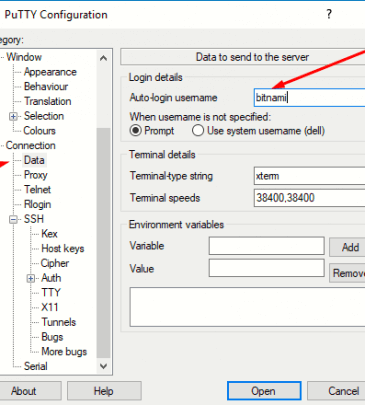 PuTTY Configuration ?
egory:
Window
Appearance
Behaviour
Translation
Selection
Colours
Connection
Data
Proxy
Telnet
Rlogin
SSH
Kex
Host keys
Cipher
Auth
TTY
X11
Tunnels
Bugs
More bugs
Serial
Data to send to the server
Login details
Auto-login username bitnami
When username is not specified:
Prompt Use system username (dell)
Terminal details
Terminal-type string xterm
Terminal speeds 38400,38400
Environment variables
Variable Add
Value Remove
About Help Open Cancel